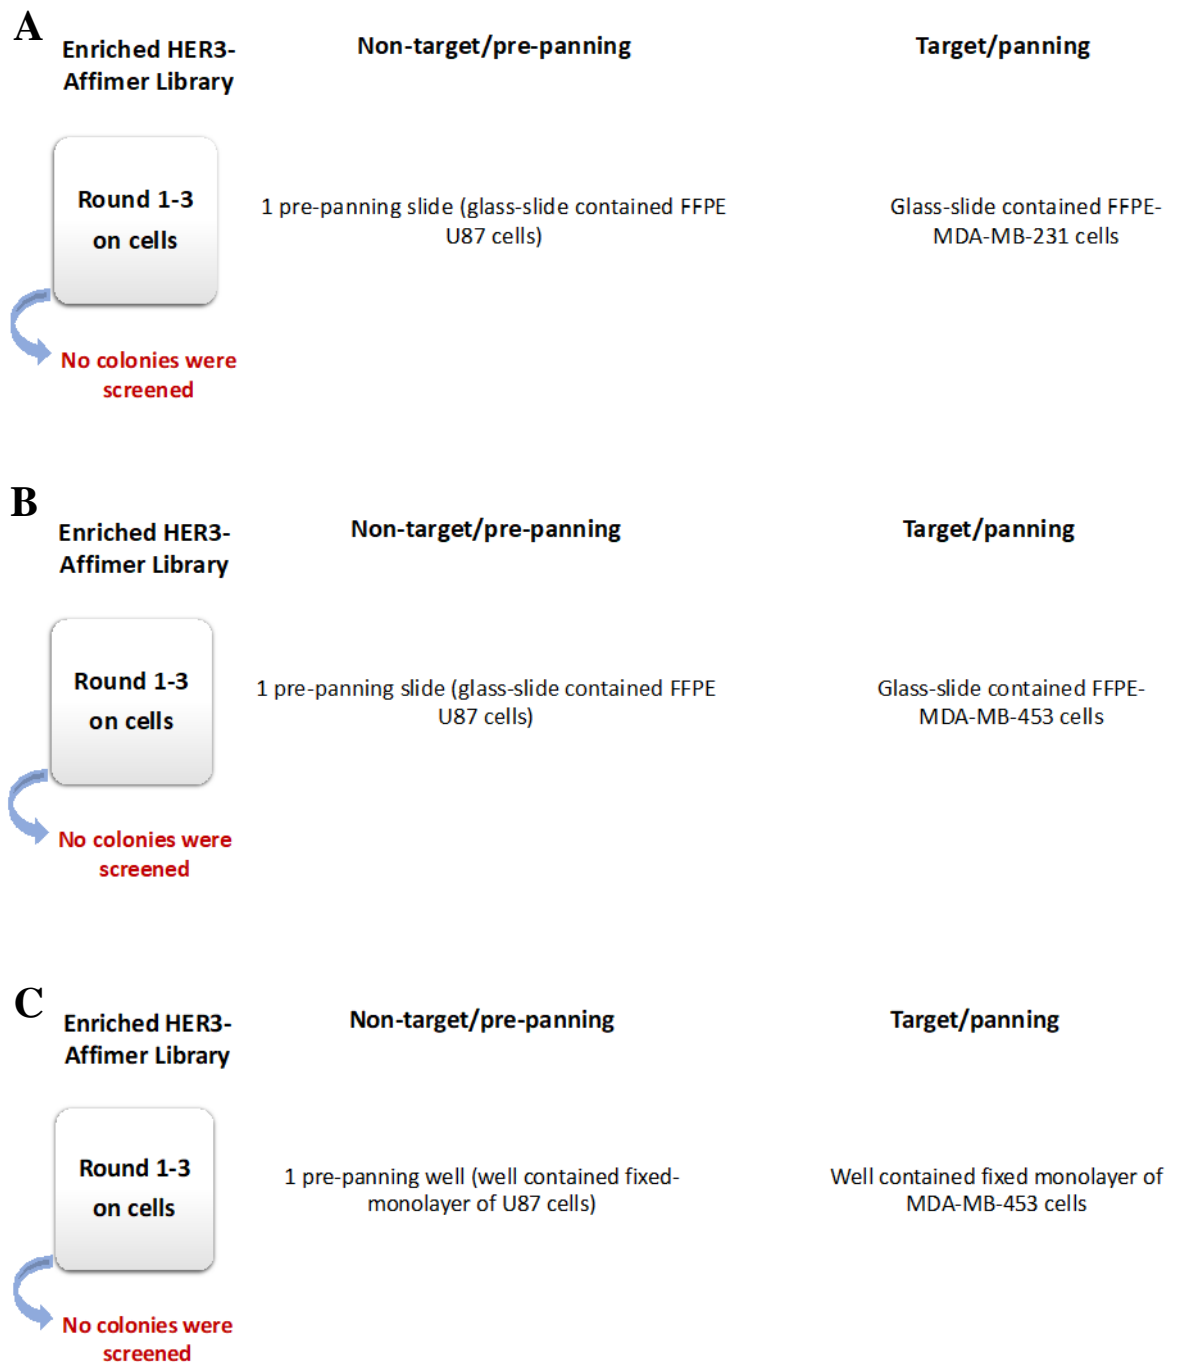 A
Enriched HER3-
Affimer Library
Non-target/pre-panning
Target/panning
Round 1-3
on cells
1 pre-panning slide (glass-slide contained FFPE
U87 cells)
Glass-slide contained FFPE-
MDA-MB-231 cells
No colonies were
screened
B
Enriched HER3-
Affimer Library
Non-target/pre-panning
Target/panning
Round 1-3
on cells
1 pre-panning slide (glass-slide contained FFPE
U87 cells)
Glass-slide contained FFPE-
MDA-MB-453 cells
No colonies were
screened
C
Enriched HER3-
Affimer Library
Non-target/pre-panning
Target/panning
Round 1-3
on cells
1 pre-panning well (well contained fixed-
monolayer of U87 cells)
Well contained fixed monolayer of
MDA-MB-453 cells
No colonies were
screened